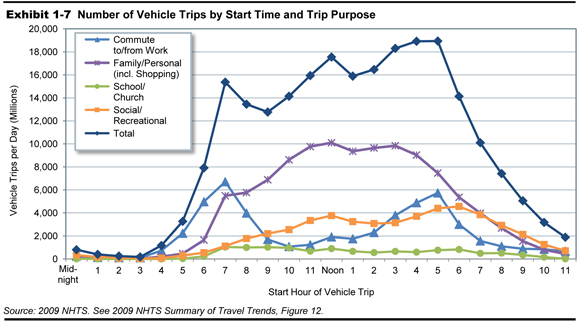 Exhibit 1-7 Number of Vehicle Trips by Start Time and Trip Purpose
20,000
18,000
16,000
14,000
12,000
10,000
8,000
6,000
4,000
2,000
0
Vehicle Trips per Day (Millions)
Commute
to/from Work
Family/Personal
(incl. Shopping)
School/
Church
Social/
Recreational
Total
Mid-
night
1 2 3 4 5 6 7 8 9 10 11 Noon 1 2 3 4 5 6 7 8 9 10 11
Start Hour of Vehicle Trip
Source: 2009 NHTS. See 2009 NHTS Summary of Travel Trends, Figure 12.